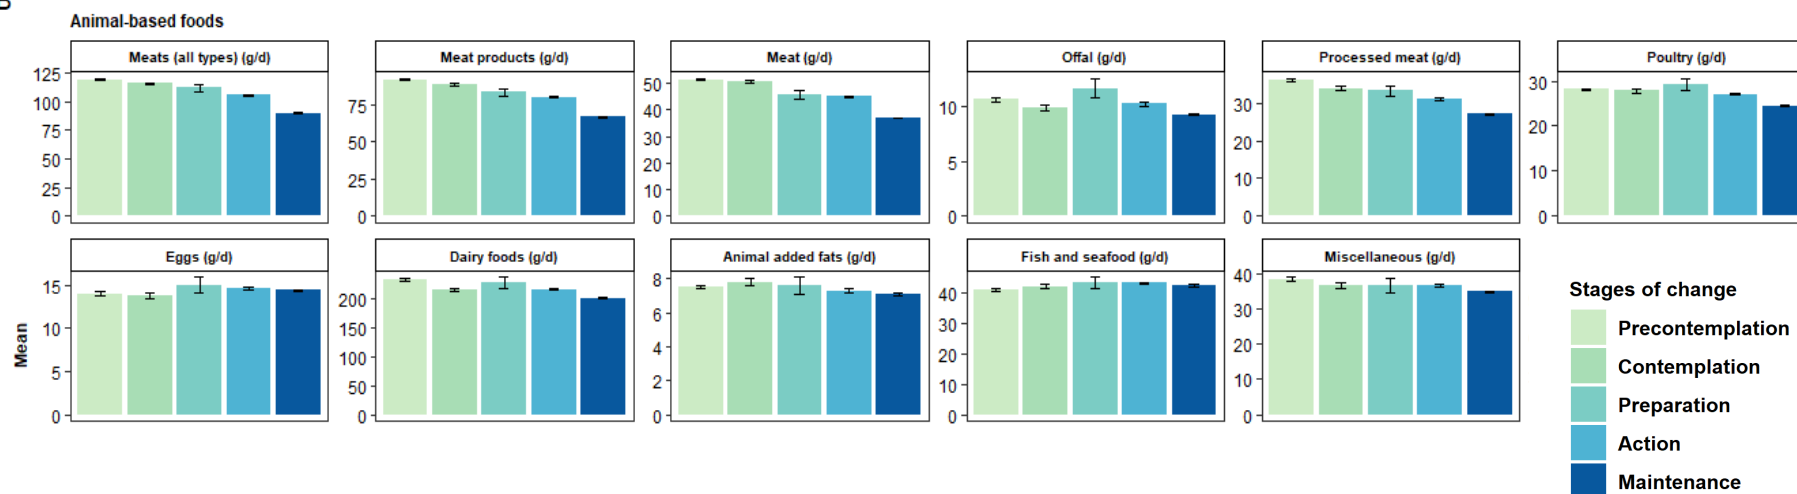 Animal-based foods
Meats (all types) (g/d)
Meat products (g/d)
Meat (g/d)
Offal (g/d)
Processed meat (g/d)
Poultry (g/d)
125
100
75
50
25
0
75
50
25
0
50
40
30
20
10
0
10
5
0
30
20
10
0
30
20
10
0
Eggs (g/d)
Dairy foods (g/d)
Animal added fats (g/d)
Fish and seafood (g/d)
Miscellaneous (g/d)
Mean
15
10
5
0
200
150
100
50
0
8
6
4
2
0
40
30
20
10
0
40
30
20
10
0
Stages of change
Precontemplation
Contemplation
Preparation
Action
Maintenance